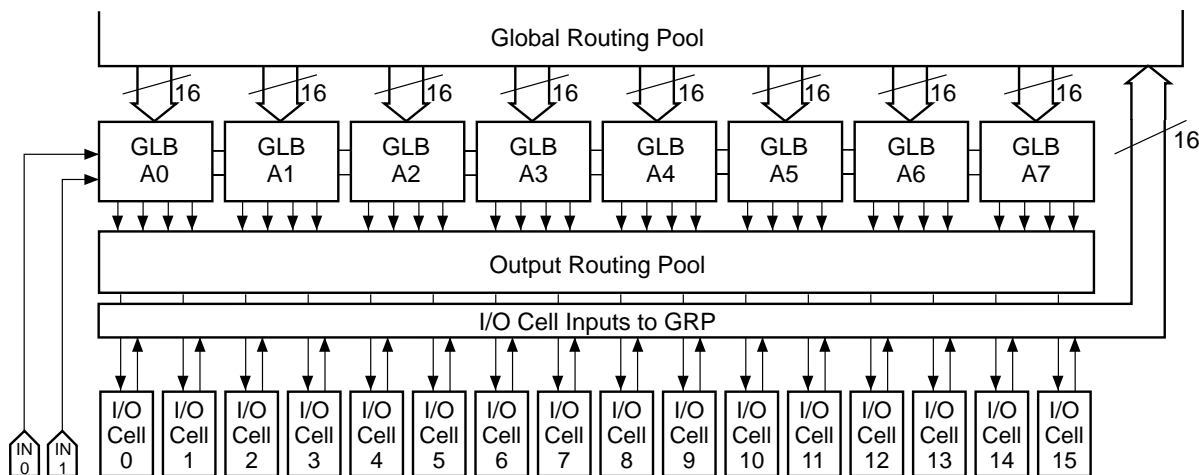 Global Routing Pool
16 16 16 16 16 16 16 16
16
GLB A0
GLB A1
GLB A2
GLB A3
GLB A4
GLB A5
GLB A6
GLB A7
Output Routing Pool
I/O Cell Inputs to GRP
IN 0
IN 1
I/O Cell 0
I/O Cell 1
I/O Cell 2
I/O Cell 3
I/O Cell 4
I/O Cell 5
I/O Cell 6
I/O Cell 7
I/O Cell 8
I/O Cell 9
I/O Cell 10
I/O Cell 11
I/O Cell 12
I/O Cell 13
I/O Cell 14
I/O Cell 15